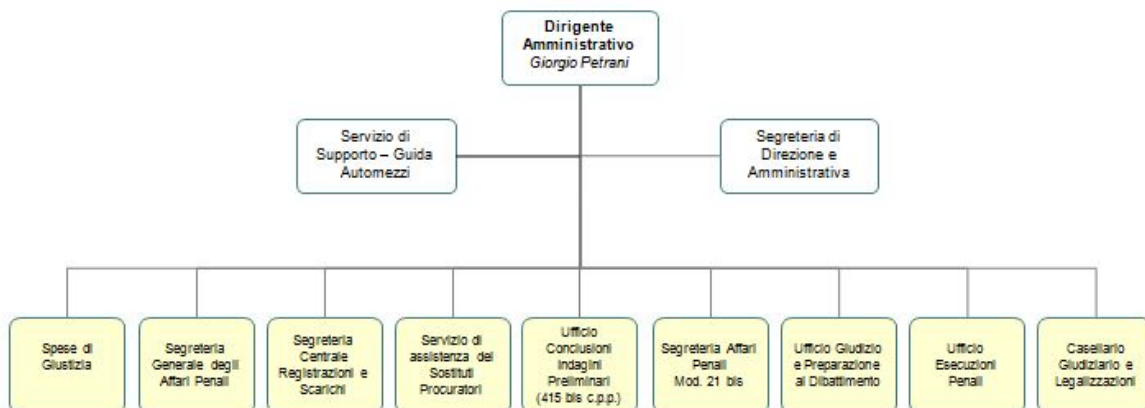 Dirigente
Amministrativo
Giorgio Petrani
Servizio di
Supporto – Guida
Automezzi
Segreteria di
Direzione e
Amministrativa
Spese di
Giustizia
Segreteria
Generale degli
Affari Penali
Segreteria
Centrale
Registrazioni e
Scarichi
Servizio di
assistenza dei
Sostituti
Procuratori
Ufficio
Conclusioni
Indagini
Preliminari
(415 bis c.p.p.)
Segreteria Affari
Penali
Mod. 21 bis
Ufficio Giudizio
e Preparazione
al Dibattimento
Ufficio
Esecuzioni
Penali
Casellario
Giudiziario e
Legalizzazioni